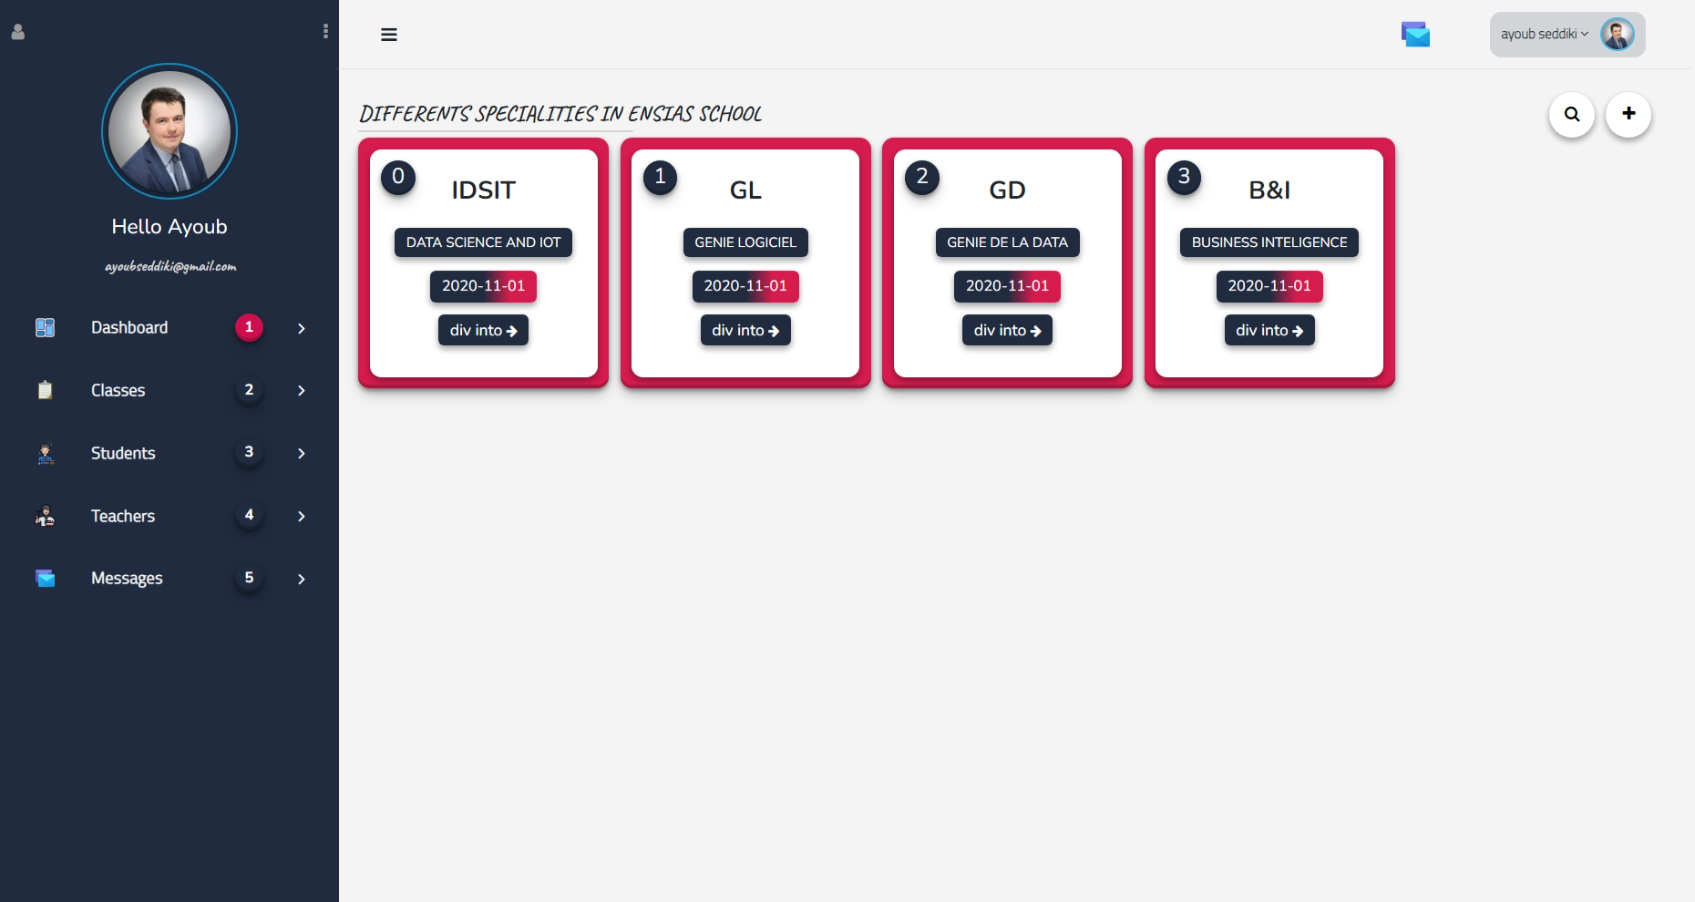 Hello Ayoub
ayoubseddiki@gmail.com
Dashboard 1
Classes 2
Students 3
Teachers 4
Messages 5
ayoub seddiki
DIFFERENTS SPECIALITIES IN ENSIAS SCHOOL
0
IDSIT
DATA SCIENCE AND IOT
2020-11-01
div into
1
GL
GENIE LOGICIEL
2020-11-01
div into
2
GD
GENIE DE LA DATA
2020-11-01
div into
3
B&I
BUSINESS INTELIGENCE
2020-11-01
div into